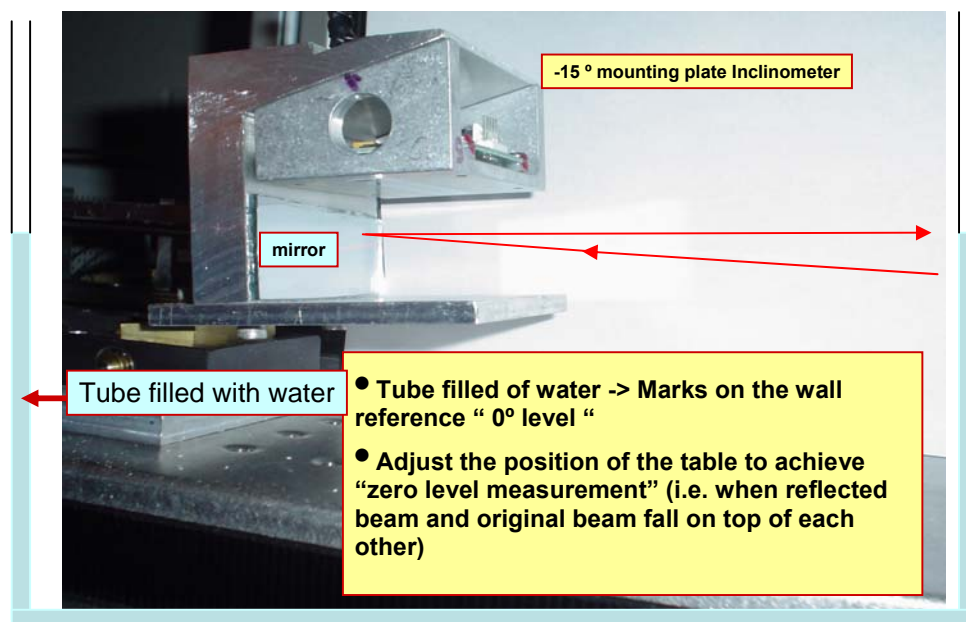 -15 º mounting plate Inclinometer
mirror
Tube filled with water
● Tube filled of water -> Marks on the wall
reference “ 0º level “
● Adjust the position of the table to achieve
“zero level measurement” (i.e. when reflected
beam and original beam fall on top of each
other)